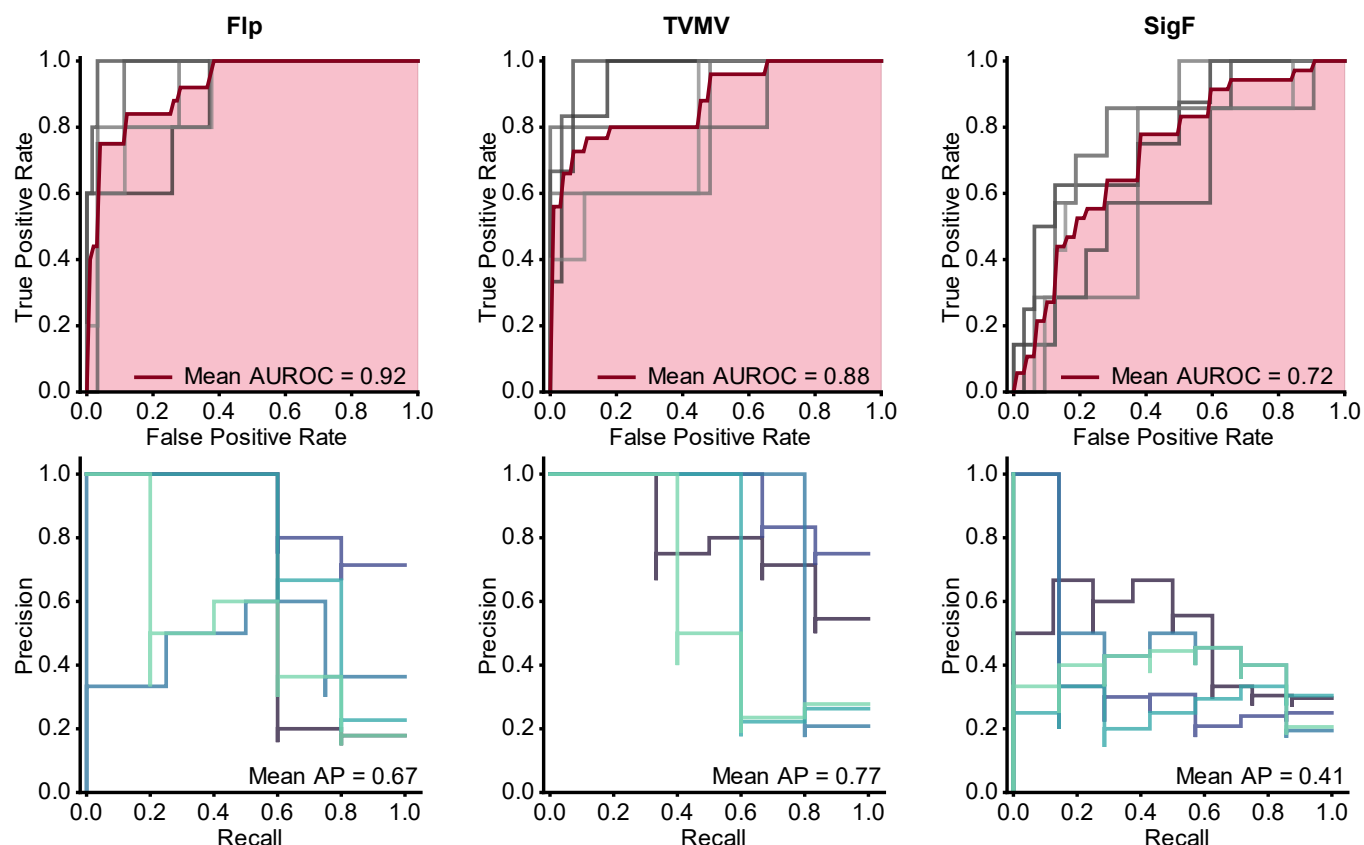 Flp
TVMV
SigF
True Positive Rate
1.0
0.8
0.6
0.4
0.2
0.0
Mean AUROC = 0.92
0.0 0.2 0.4 0.6 0.8 1.0
False Positive Rate
True Positive Rate
1.0
0.8
0.6
0.4
0.2
0.0
Mean AUROC = 0.88
0.0 0.2 0.4 0.6 0.8 1.0
False Positive Rate
True Positive Rate
1.0
0.8
0.6
0.4
0.2
0.0
Mean AUROC = 0.72
0.0 0.2 0.4 0.6 0.8 1.0
False Positive Rate
Precision
1.0
0.8
0.6
0.4
0.2
0.0
Mean AP = 0.67
0.0 0.2 0.4 0.6 0.8 1.0
Recall
Precision
1.0
0.8
0.6
0.4
0.2
0.0
Mean AP = 0.77
0.0 0.2 0.4 0.6 0.8 1.0
Recall
Precision
1.0
0.8
0.6
0.4
0.2
0.0
Mean AP = 0.41
0.0 0.2 0.4 0.6 0.8 1.0
Recall